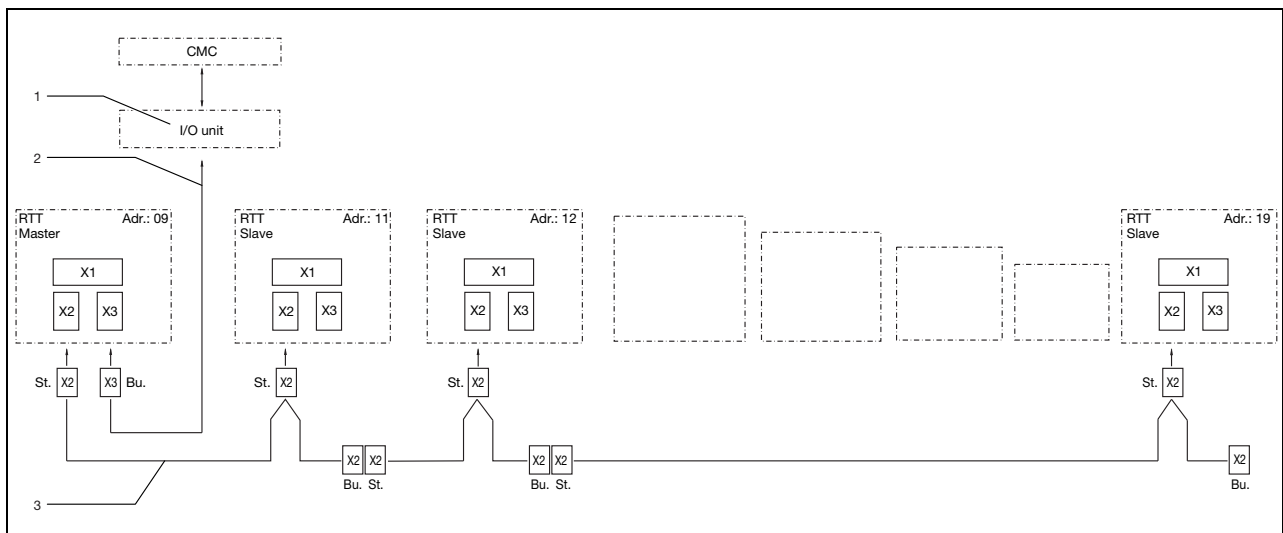 CMC
1
I/O unit
2
RTT Adr.: 09
Master
X1
X2 X3
RTT Adr.: 11
Slave
X1
X2 X3
RTT Adr.: 12
Slave
X1
X2 X3
RTT Adr.: 19
Slave
X1
X2 X3
St. X2 X3 Bu.
St. X2
St. X2
St. X2
X2 X2
Bu. St.
X2 X2
Bu. St.
X2
Bu.
3